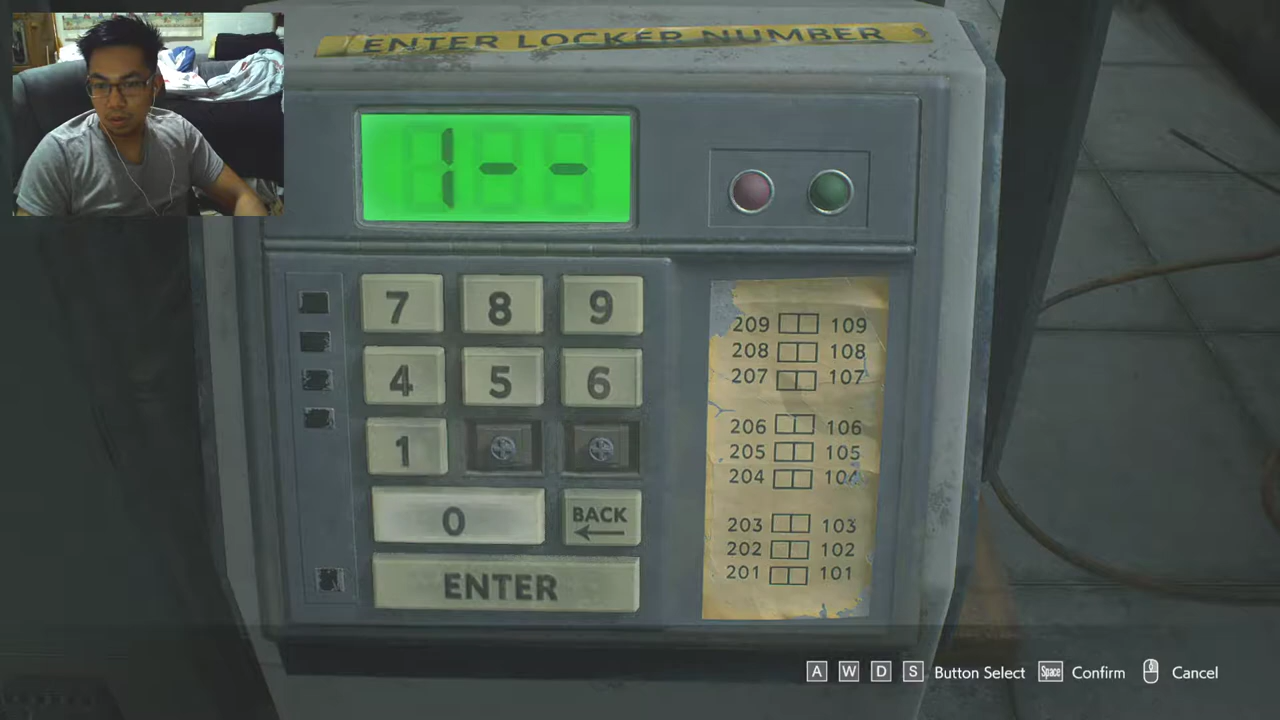 ENTER LOCKER NUMBER
1--
7 8 9
4 5 6
1
0 BACK
ENTER
209 109
208 108
207 107
206 106
205 105
204 104
203 103
202 102
201 101
A W D S Button Select Space Confirm Cancel